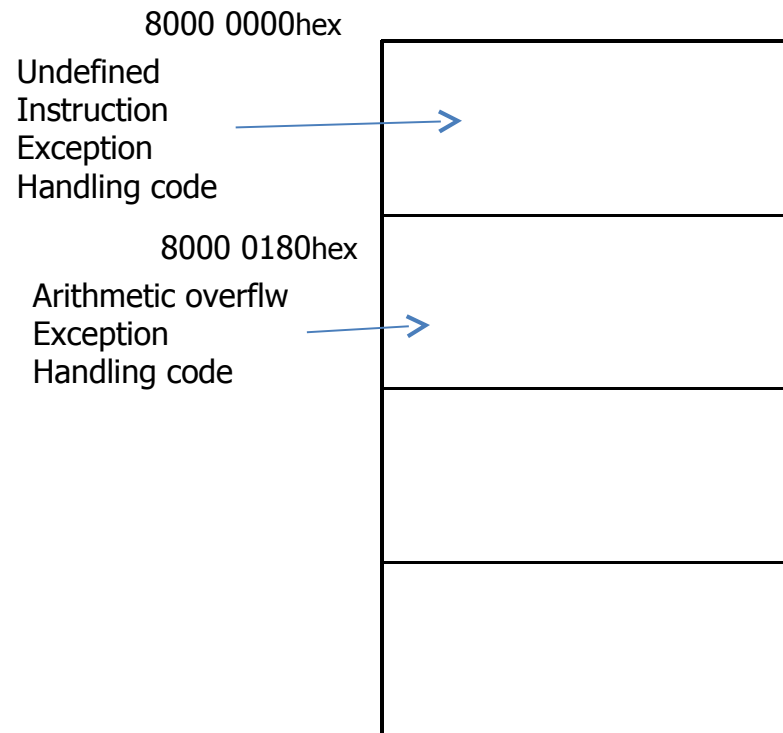 8000 0000hex
Undefined
Instruction
Exception
Handling code
8000 0180hex
Arithmetic overflw
Exception
Handling code